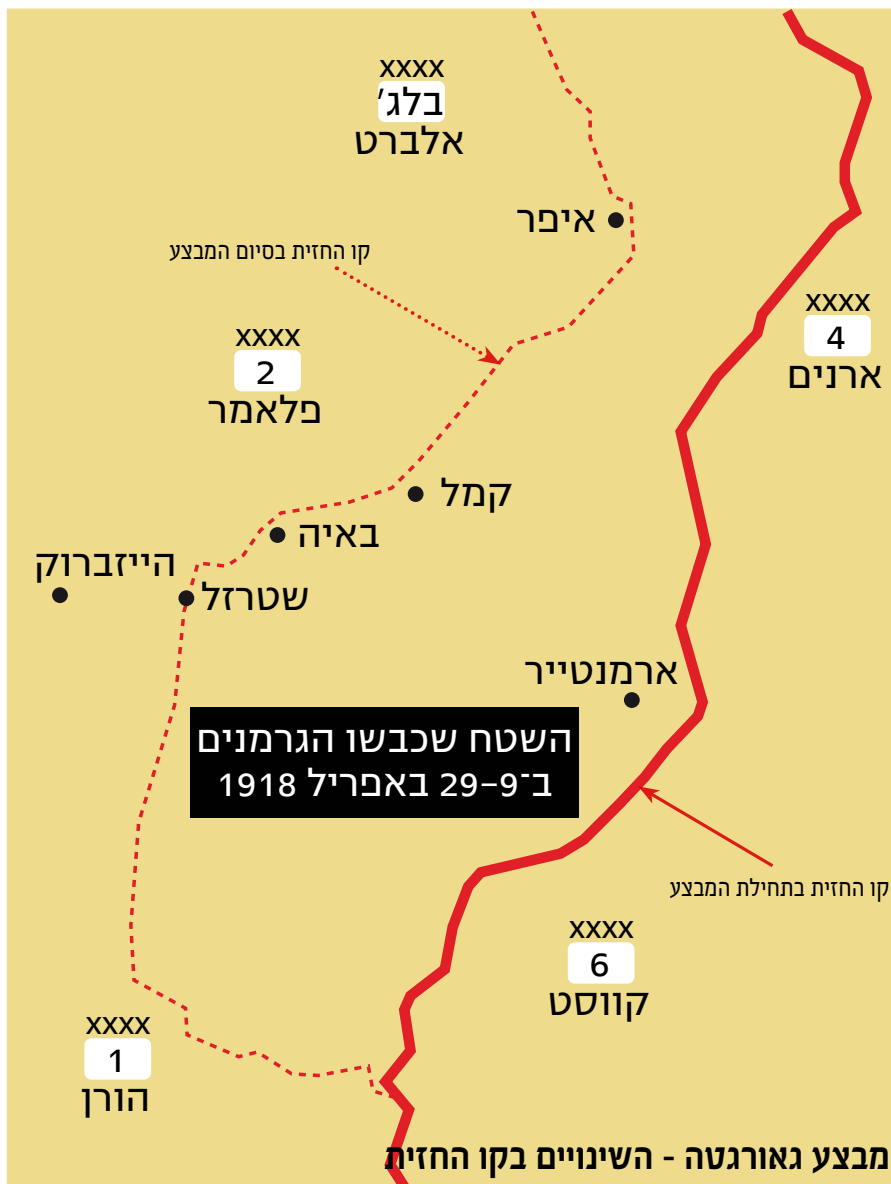 xxxx
בלג'
אלברט
איפר
קו החזית בסיום המבצע
xxxx
4
ארנים
xxxx
2
פלאמר
קמל
באיה
הייזברוק
שטרזל
ארמנטייר
השטח שכבשו הגרמנים
ב־9–29 באפריל 1918
קו החזית בתחילת המבצע
xxxx
6
קווסט
xxxx
1
הורן
מבצע גאורגטה - השינויים בקו החזית